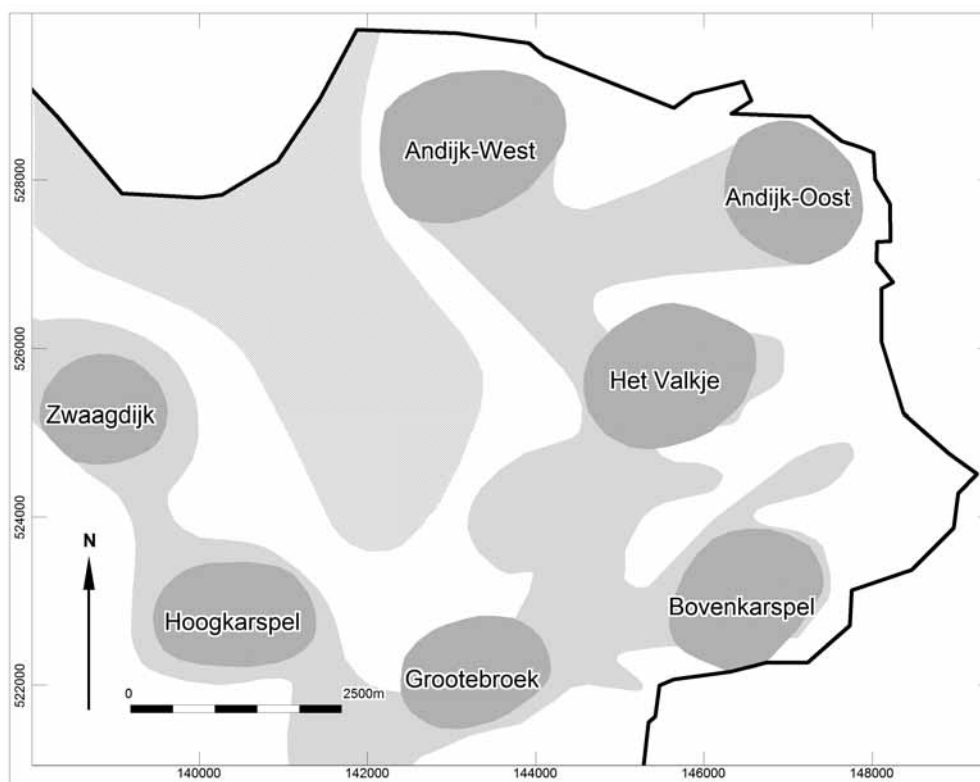 Andijk-West
Andijk-Oost
528000
526000
Het Valkje
Zwaagdijk
524000
N
Bovenkarspel
Hoogkarspel
Grootebroek
522000
0 2500m
140000 142000 144000 146000 148000